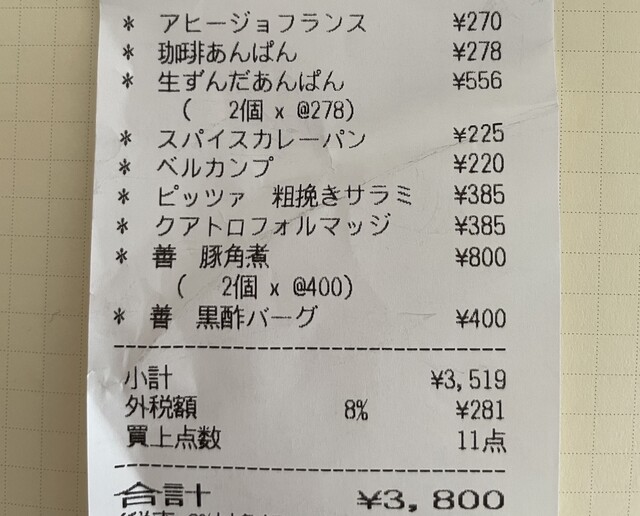 * アヒージョフランス ¥270
* 珈琲あんぱん ¥278
* 生ずんだあんぱん ¥556
( 2個 x @278)
* スパイスカレーパン ¥225
* ベルカンプ ¥220
* ピッツァ 粗挽きサラミ ¥385
* クアトロフォルマッジ ¥385
* 善 豚角煮 ¥800
( 2個 x @400)
* 善 黒酢バーグ ¥400
小計 ¥3,519
外税額 8% ¥281
買上点数 11点
合計 ¥3,800